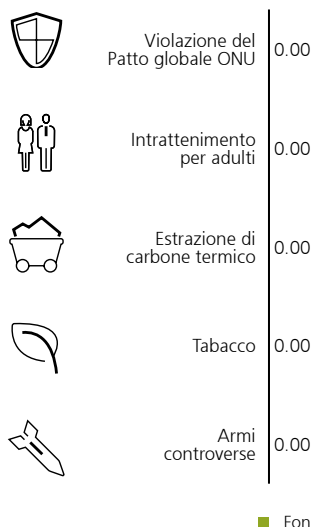 Violazione del
Patto globale ONU
0.00
Intrattenimento
per adulti
0.00
Estrazione di
carbone termico
0.00
Tabacco
0.00
Armi
controverse
0.00
Fon